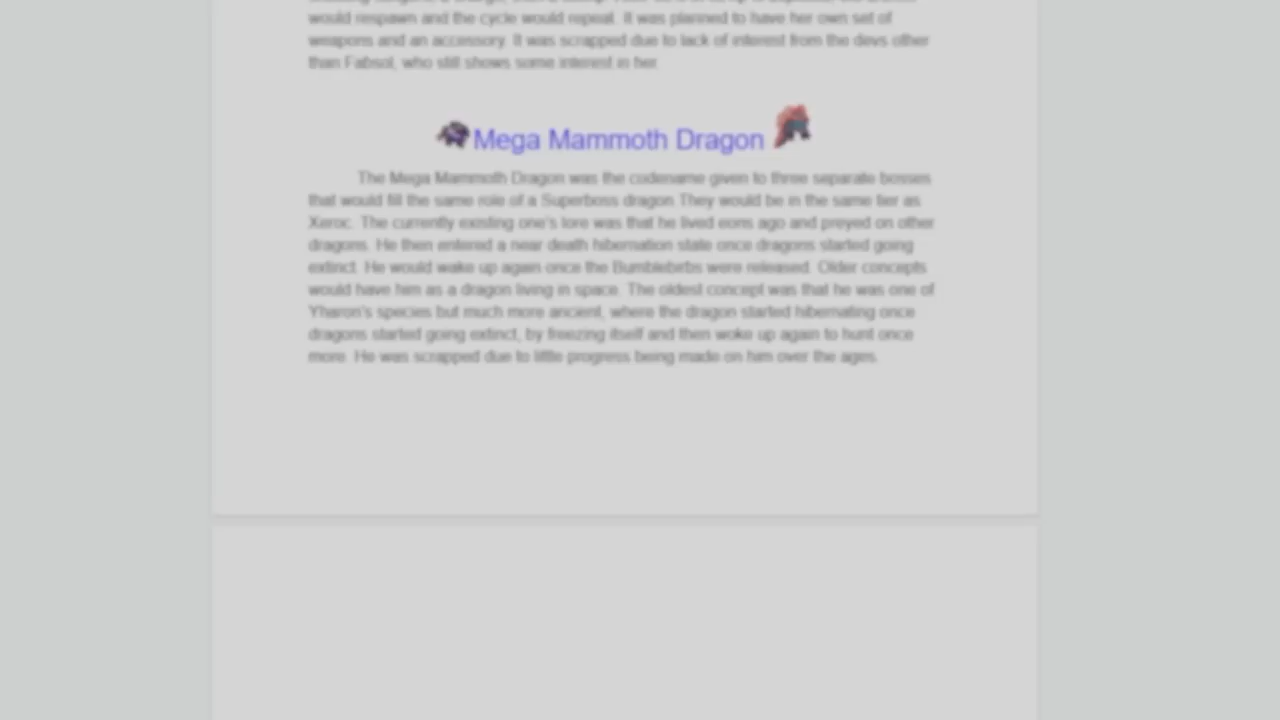 would respawn and the cycle would repeat. It was planned to have her own set of
weapons and an accessory. It was scrapped due to lack of interest from the devs other
than Fabsol, who still shows some interest in her.
Mega Mammoth Dragon
The Mega Mammoth Dragon was the codename given to three separate bosses
that would fill the same role of a Superboss dragon They would be in the same tier as
Xeroc. The currently existing one's lore was that he lived eons ago and preyed on other
dragons. He then entered a near death hibernation state once dragons started going
extinct. He would wake up again once the Bumblebirbs were released. Older concepts
would have him as a dragon living in space. The oldest concept was that he was one of
Yharon's species but much more ancient, where the dragon started hibernating once
dragons started going extinct, by freezing itself and then woke up again to hunt once
more. He was scrapped due to little progress being made on him over the ages.